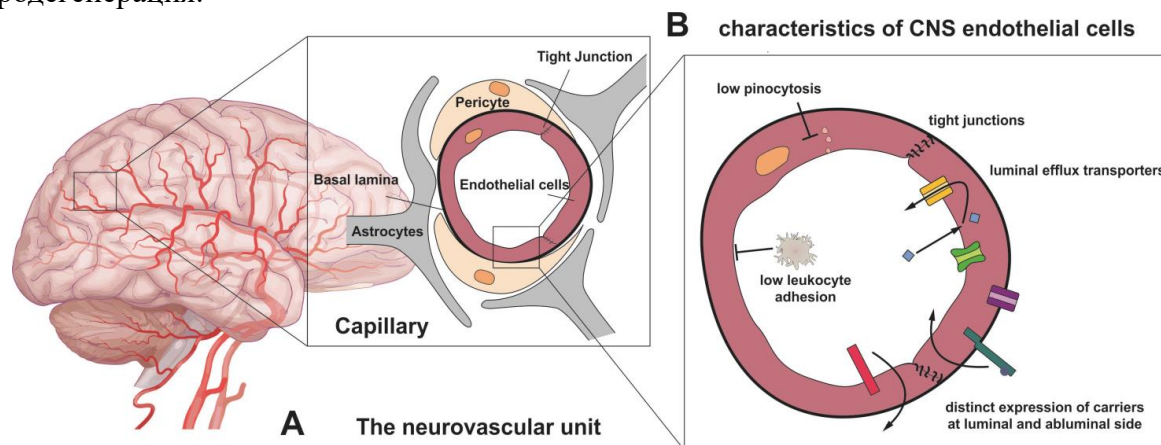 родегенерация.
B characteristics of CNS endothelial cells
Tight Junction
Pericyte
Basal lamina
Endothelial cells
Astrocytes
Capillary
A The neurovascular unit
low pinocytosis
tight junctions
luminal efflux transporters
low leukocyte
adhesion
distinct expression of carriers
at luminal and abluminal side